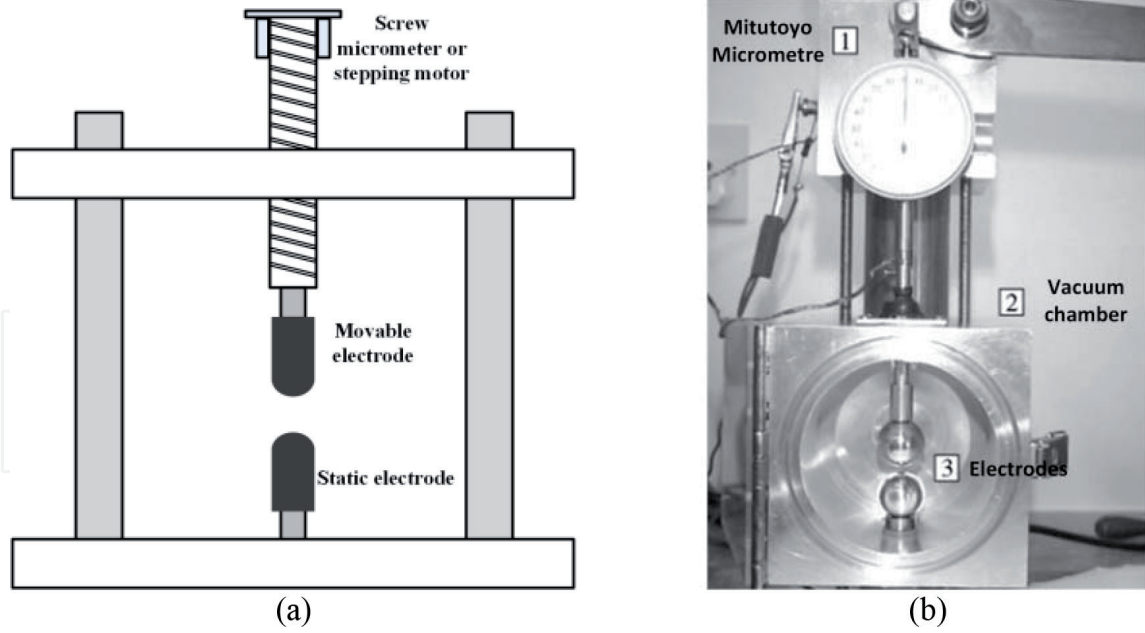 Screw
micrometer or
stepping motor
Movable
electrode
Static electrode
(a)
Mitutoyo
Micrometre
1
2
Vacuum
chamber
3
Electrodes
(b)